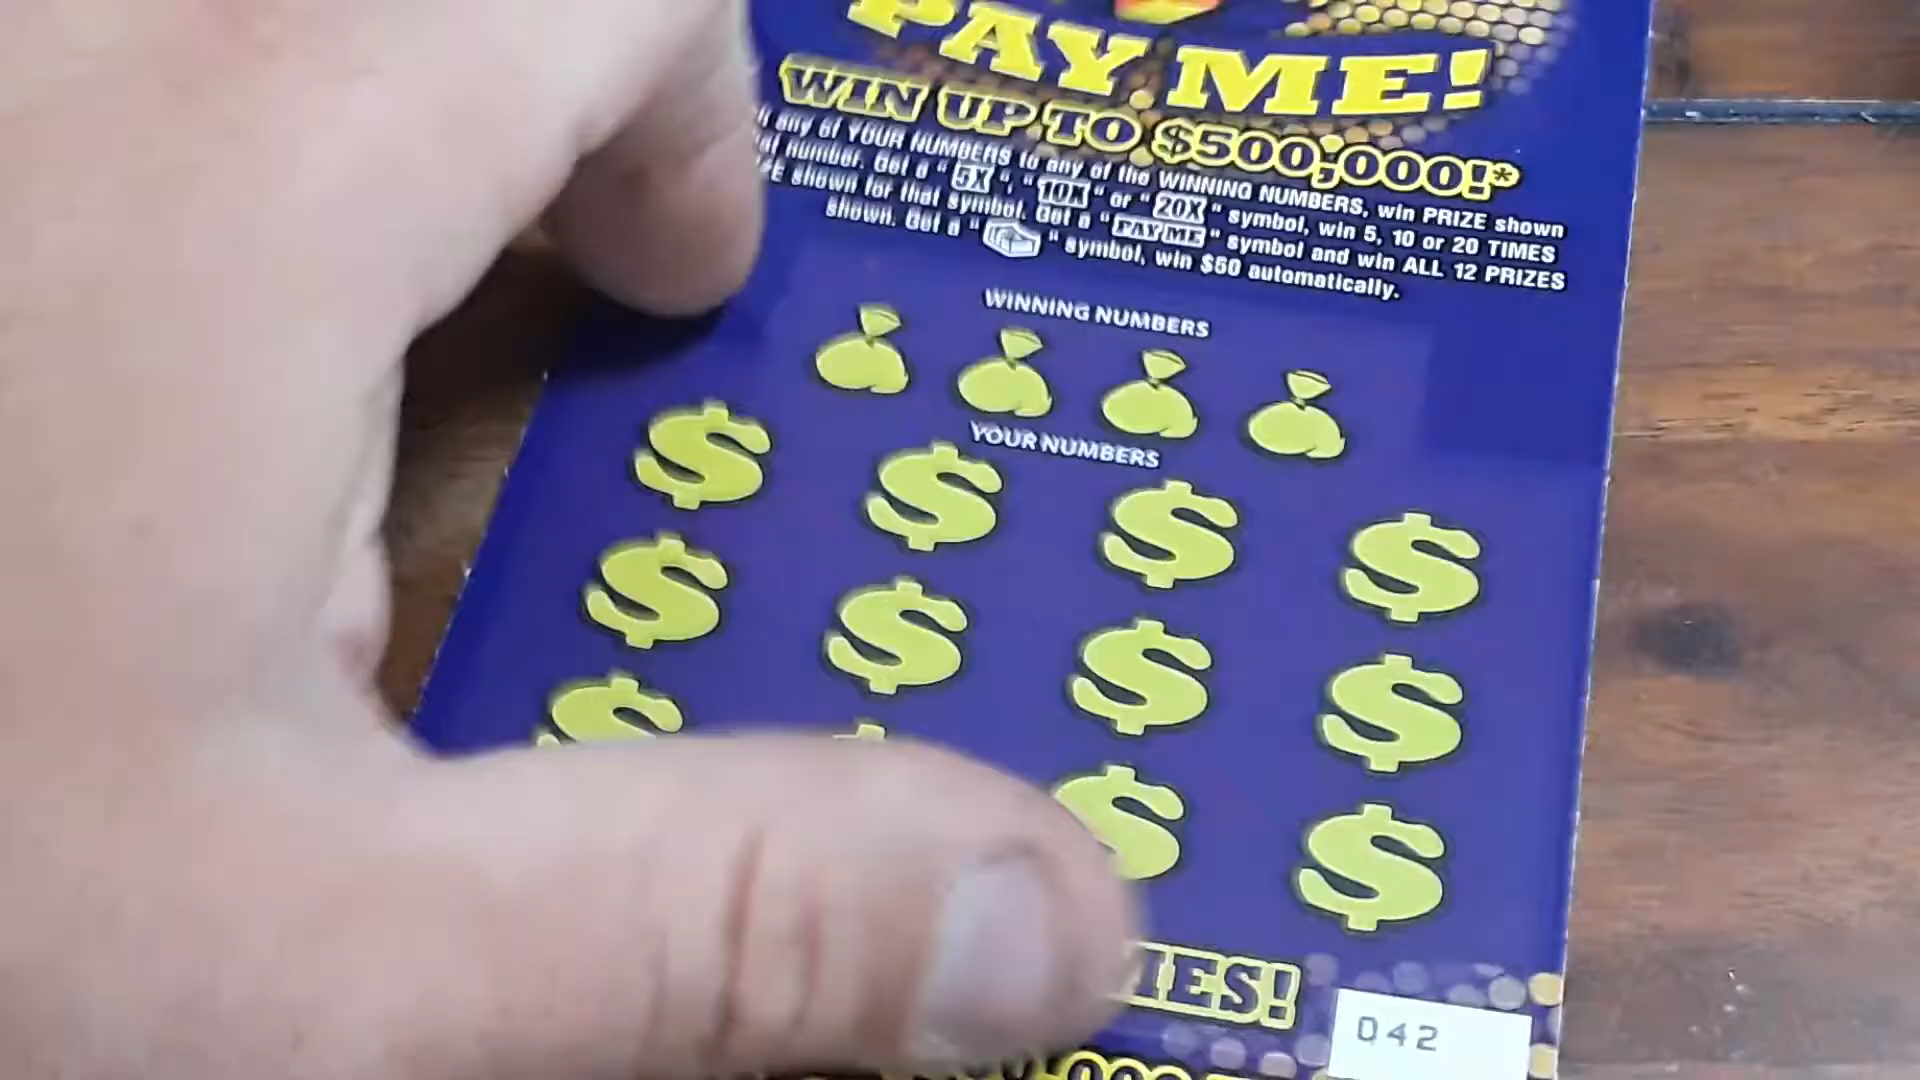 PAY ME!
WIN UP TO $500,000!*
any of YOUR NUMBERS to any of the WINNING NUMBERS, win PRIZE shown
number. Get a " 5X ", " 10X " or " 20X " symbol, win 5, 10 or 20 TIMES
shown for that symbol. Get a " PAY ME " symbol and win ALL 12 PRIZES
shown. Get a " " symbol, win $50 automatically.
WINNING NUMBERS
YOUR NUMBERS
$ $ $ $
$ $ $ $
$ $ $ $
MES!
042